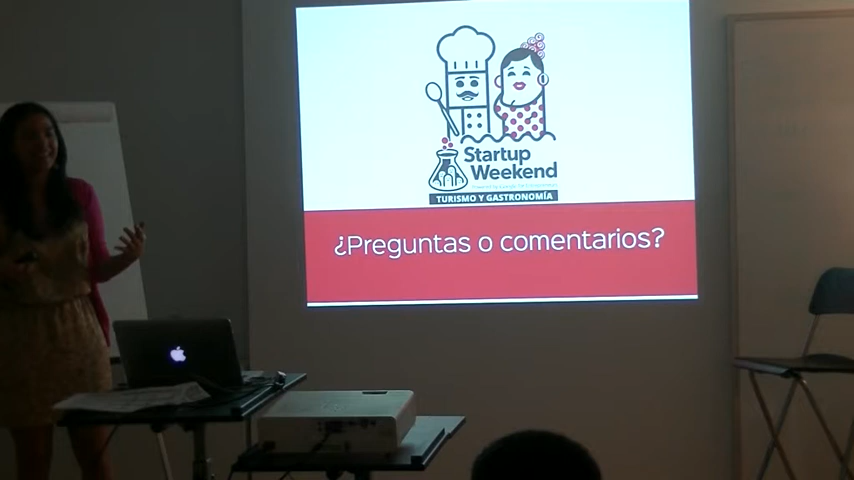 Startup
Weekend
TURISMO Y GASTRONOMÍA
¿Preguntas o comentarios?